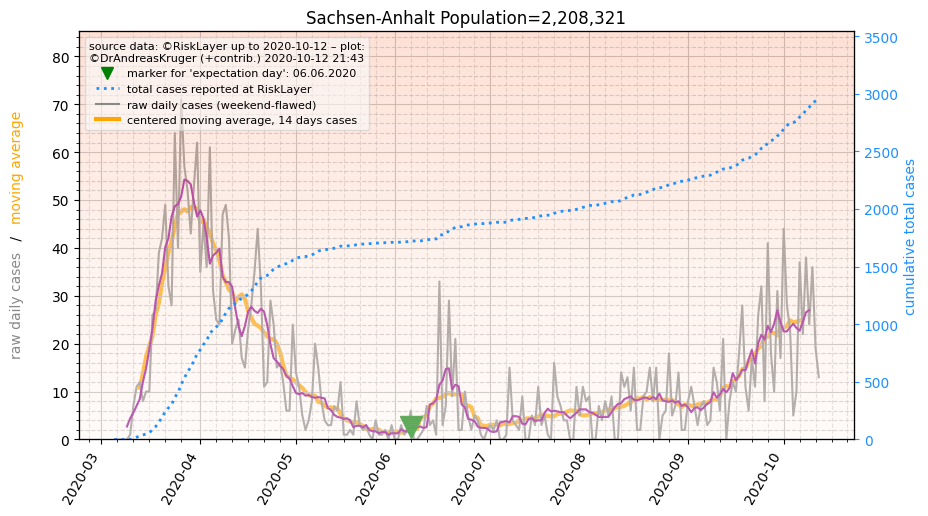 Sachsen-Anhalt Population=2,208,321
source data: ©RiskLayer up to 2020-10-12 – plot:
©DrAndreasKruger (+contrib.) 2020-10-12 21:43
marker for 'expectation day': 06.06.2020
total cases reported at RiskLayer
raw daily cases (weekend-flawed)
centered moving average, 14 days cases
raw daily cases / moving average
80
70
60
50
40
30
20
10
0
3500
3000
2500
2000
1500
1000
500
0
cumulative total cases
2020-03
2020-04
2020-05
2020-06
2020-07
2020-08
2020-09
2020-10